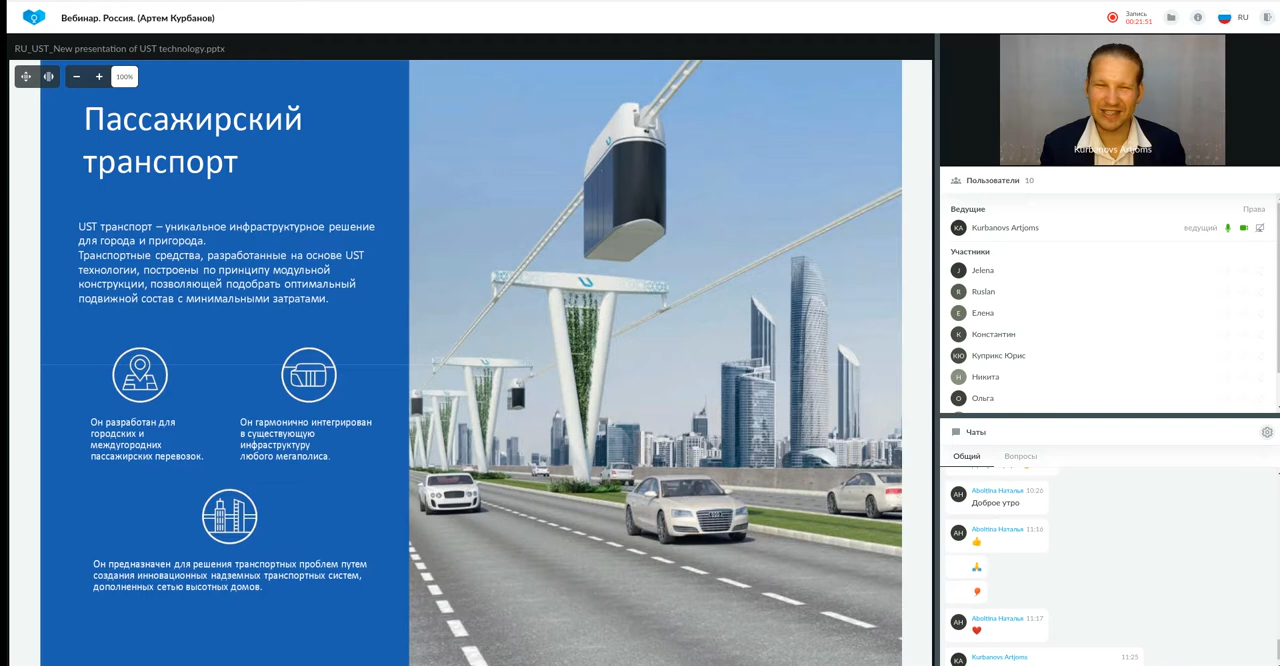 Вебинар. Россия. (Артем Курбанов)
Запись
00:21:51
RU
RU_UST_New presentation of UST technology.pptx
100%
Пассажирский
транспорт
UST транспорт – уникальное инфраструктурное решение
для города и пригорода.
Транспортные средства, разработанные на основе UST
технологии, построены по принципу модульной
конструкции, позволяющей подобрать оптимальный
подвижной состав с минимальными затратами.
Он разработан для
городских и
междугородних
пассажирских перевозок.
Он гармонично интегрирован
в существующую
инфраструктуру
любого мегаполиса.
Он предназначен для решения транспортных проблем путем
создания инновационных надземных транспортных систем,
дополненных сетью высотных домов.
Kurbanovs Artjoms
Пользователи 10
Ведущие Права
KA Kurbanovs Artjoms ведущий
Участники
J Jelena
R Ruslan
Е Елена
К Константин
КЮ Куприкс Юрис
Н Никита
О Ольга
Чаты
Общий Вопросы
AH Aboltina Наталья 10:26
Доброе утро
AH Aboltina Наталья 11:16
👍
🙏
🎈
AH Aboltina Наталья 11:17
❤️
KA Kurbanovs Artjoms 11:25